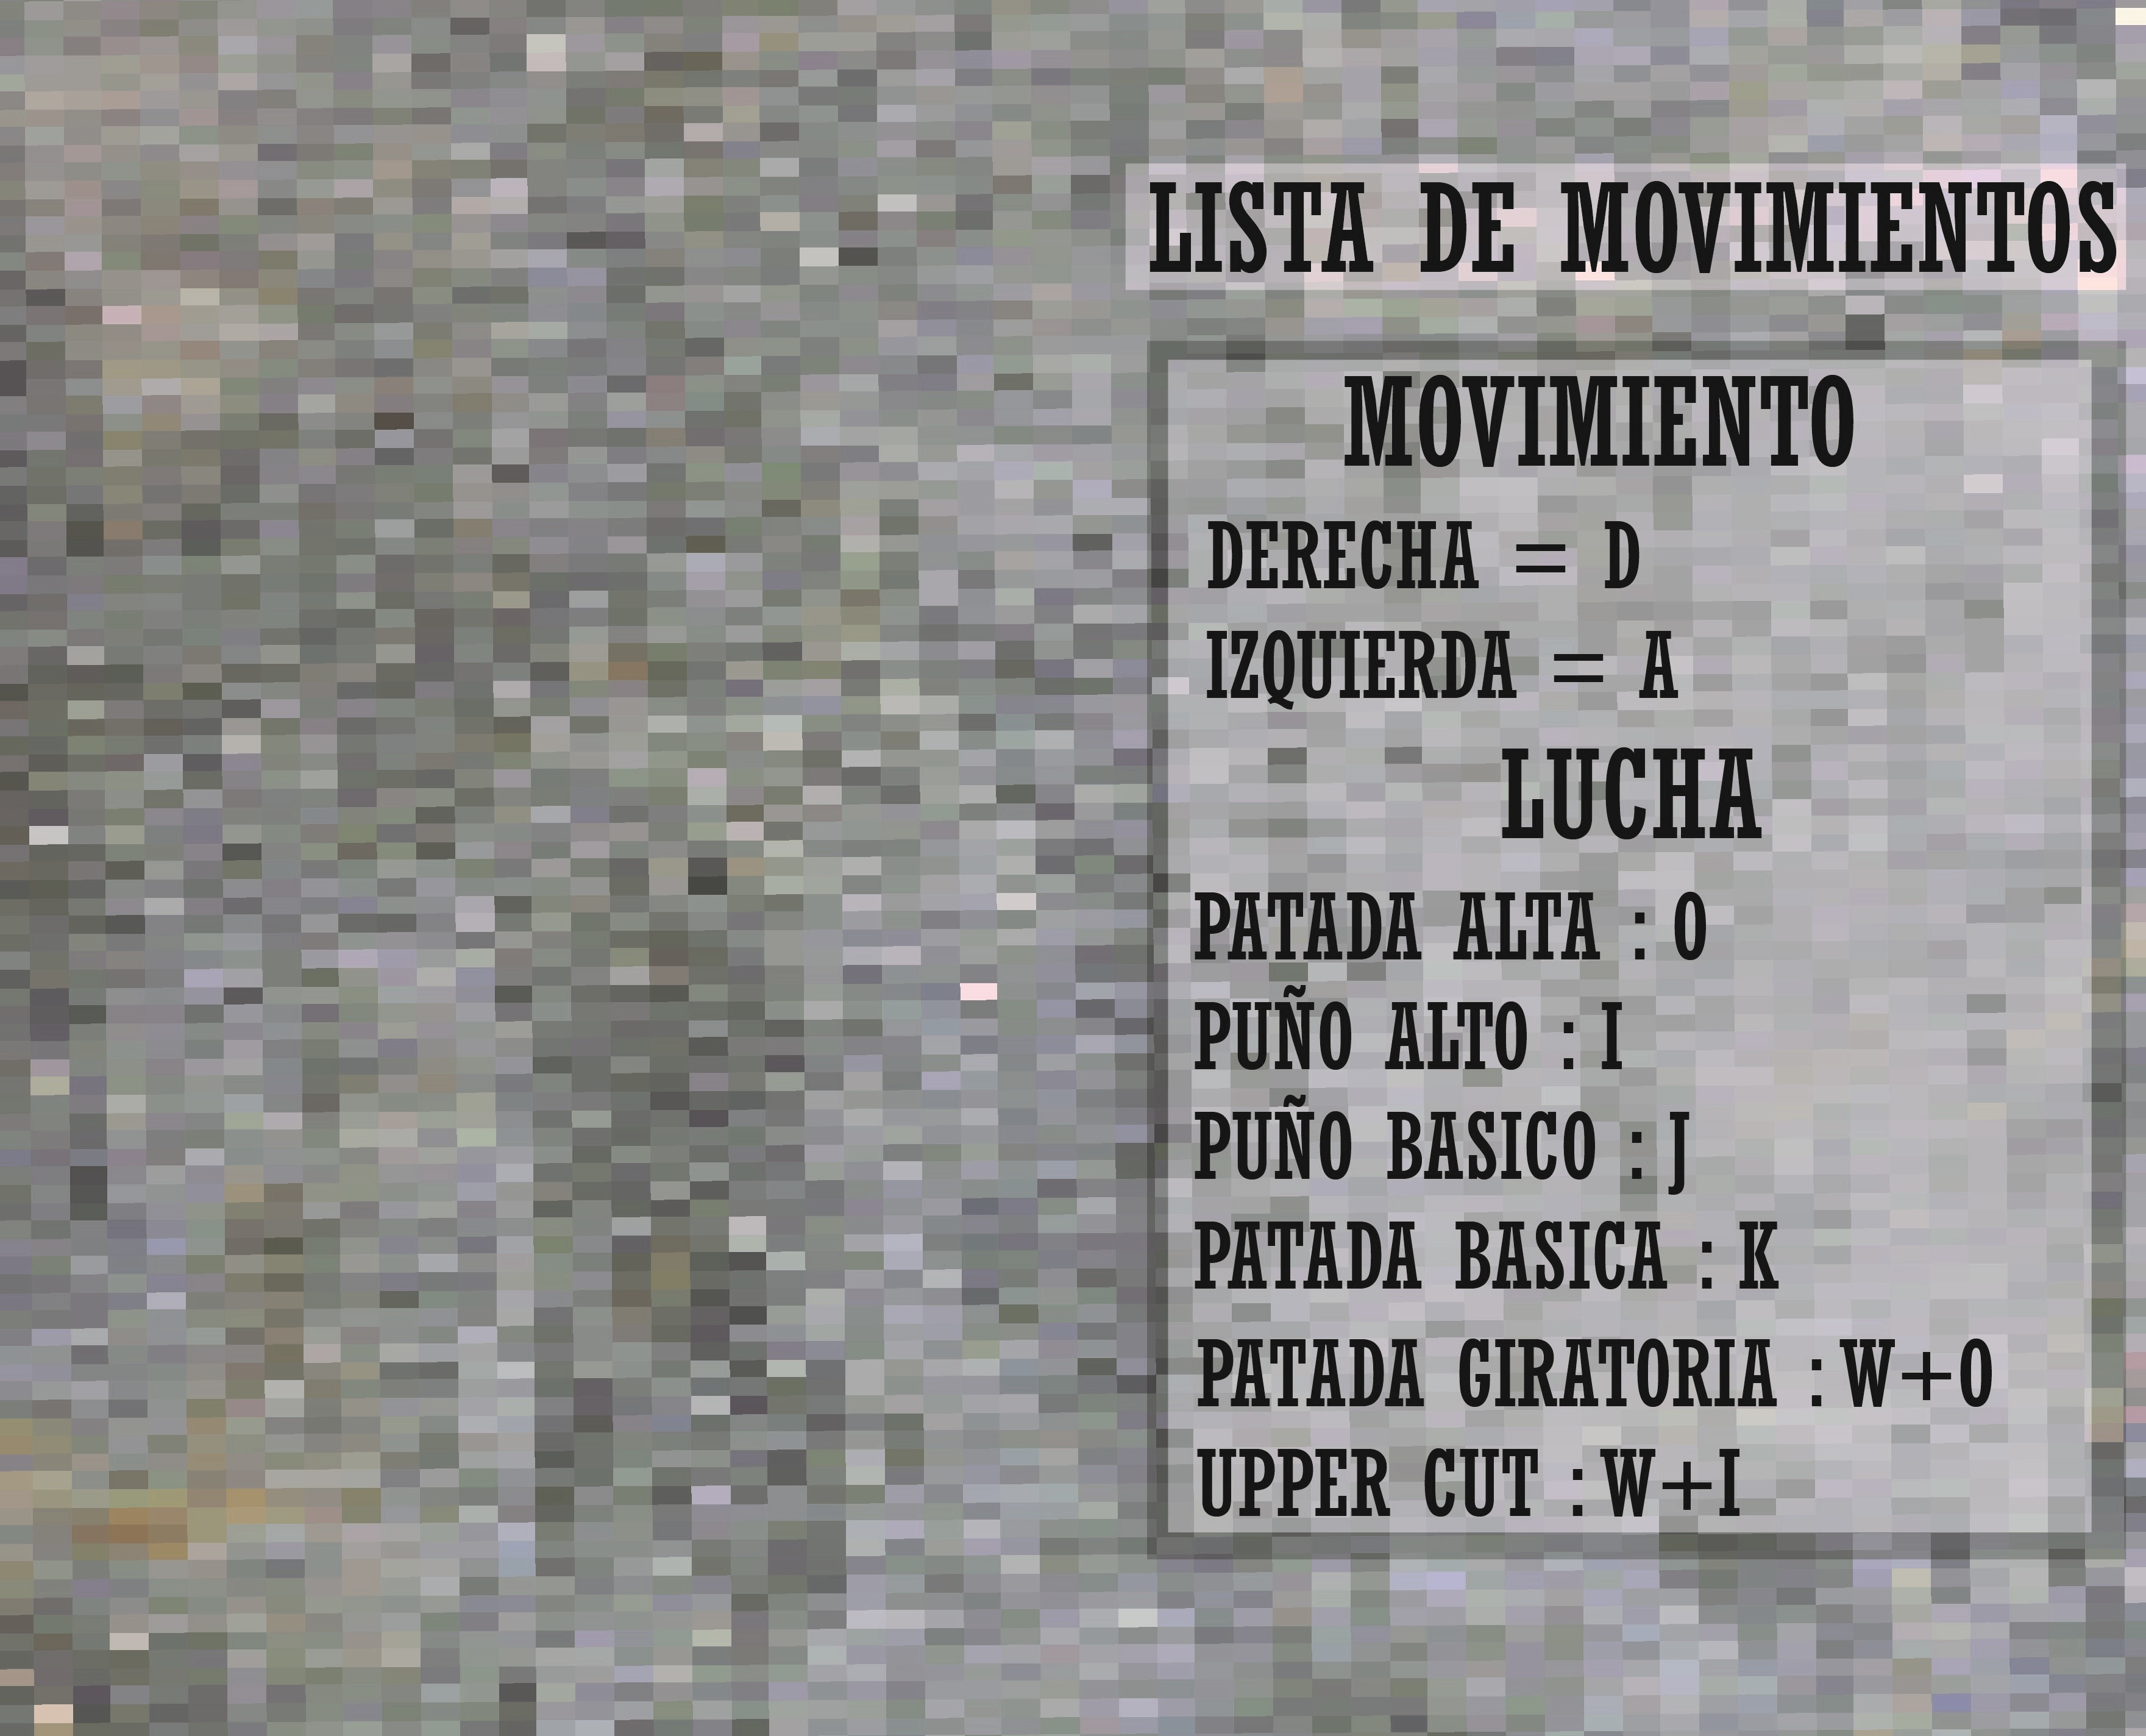 LISTA DE MOVIMIENTOS
MOVIMIENTO
DERECHA = D
IZQUIERDA = A
LUCHA
PATADA ALTA : O
PUÑO ALTO : I
PUÑO BASICO : J
PATADA BASICA : K
PATADA GIRATORIA : W+O
UPPER CUT : W+I